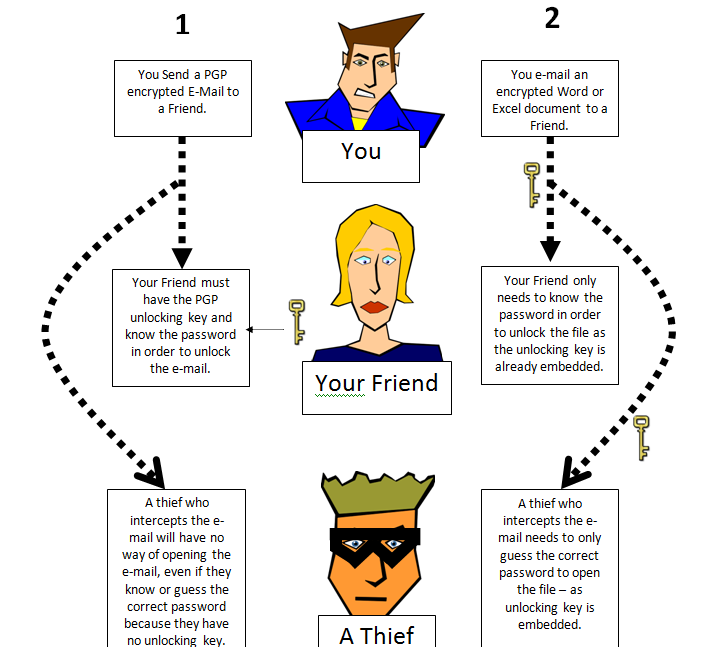 1
2
You Send a PGP
encrypted E-Mail to
a Friend.
You
You e-mail an
encrypted Word or
Excel document to a
Friend.
Your Friend must
have the PGP
unlocking key and
know the password
in order to unlock
the e-mail.
Your Friend
Your Friend only
needs to know the
password in order
to unlock the file as
the unlocking key is
already embedded.
A thief who
intercepts the e-
mail will have no
way of opening the
e-mail, even if they
know or guess the
correct password
because they have
no unlocking key.
A Thief
A thief who
intercepts the e-
mail needs to only
guess the correct
password to open
the file – as
unlocking key is
embedded.